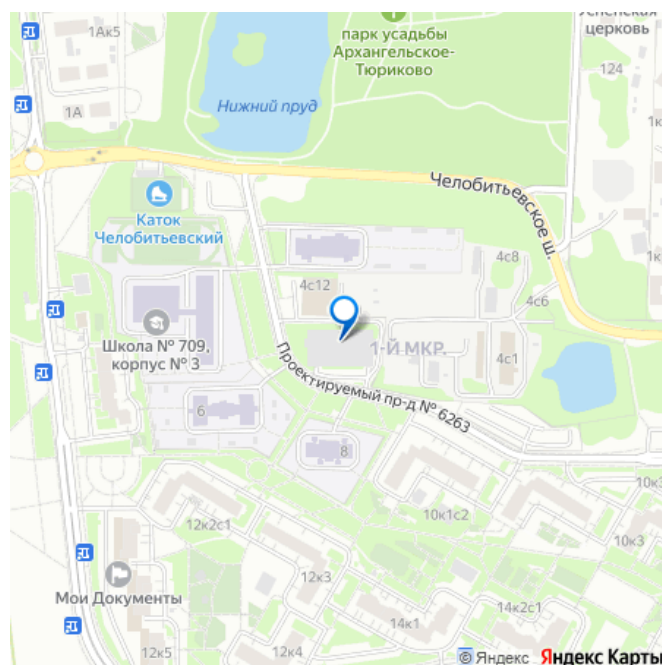 1Ак5
парк усадьбы
Архангельское-
Тюриково
Успенская
церковь
1А
Нижний пруд
124
Челобитьевское ш.
Каток
Челобитьевский
4с12
4с8
4с6
Школа № 709,
корпус № 3
1-Й МКР.
4с1
Проектируемый пр-д № 6263
6
8
12к2с1
10к1с2
10к3
10к3
12к3
Мои Документы
14к2с1
12к5
12к4
14к1
© Яндекс Яндекс Карты